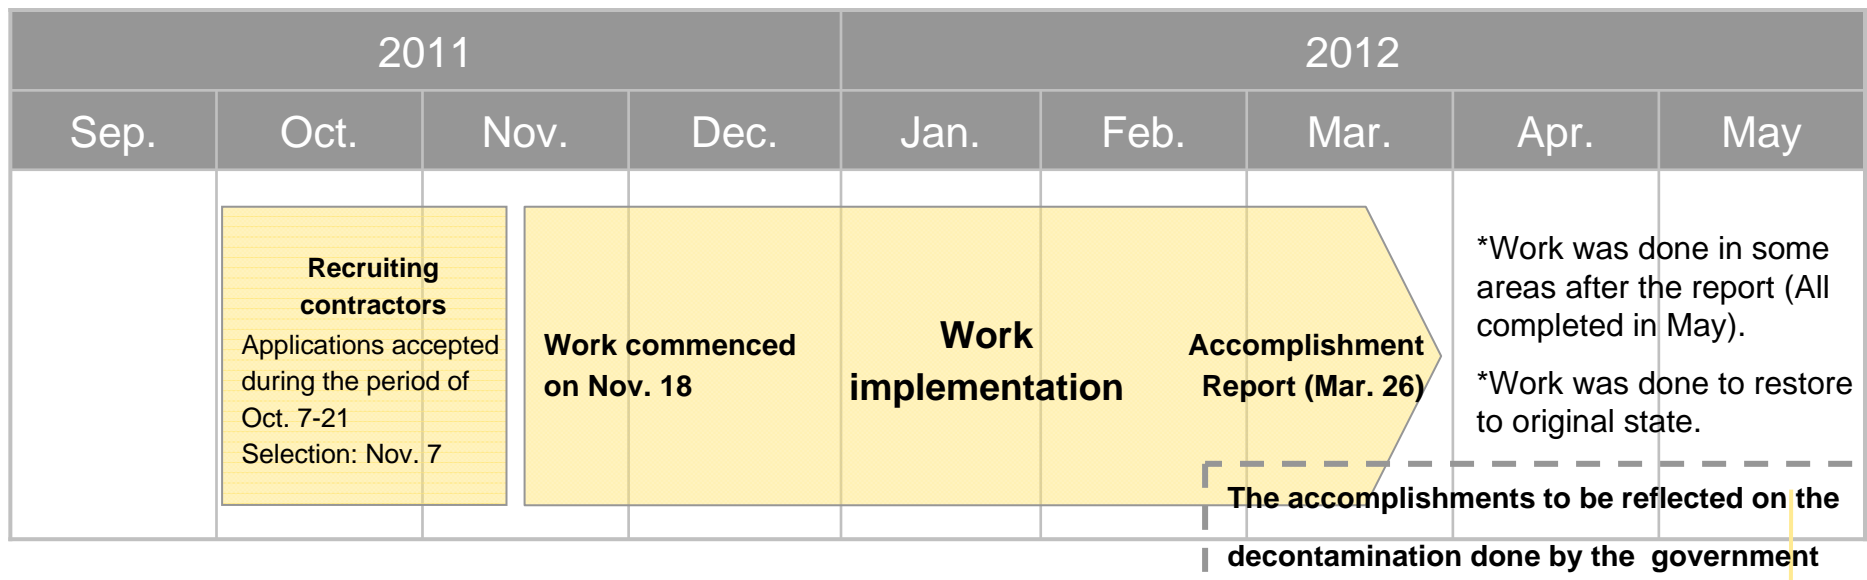 2011
2012
Sep.
Oct.
Nov.
Dec.
Jan.
Feb.
Mar.
Apr.
May
Recruiting
contractors
Applications accepted
during the period of
Oct. 7-21
Selection: Nov. 7
Work commenced
on Nov. 18
Work
implementation
Accomplishment
Report (Mar. 26)
*Work was done in some
areas after the report (All
completed in May).
*Work was done to restore
to original state.
The accomplishments to be reflected on the
decontamination done by the government